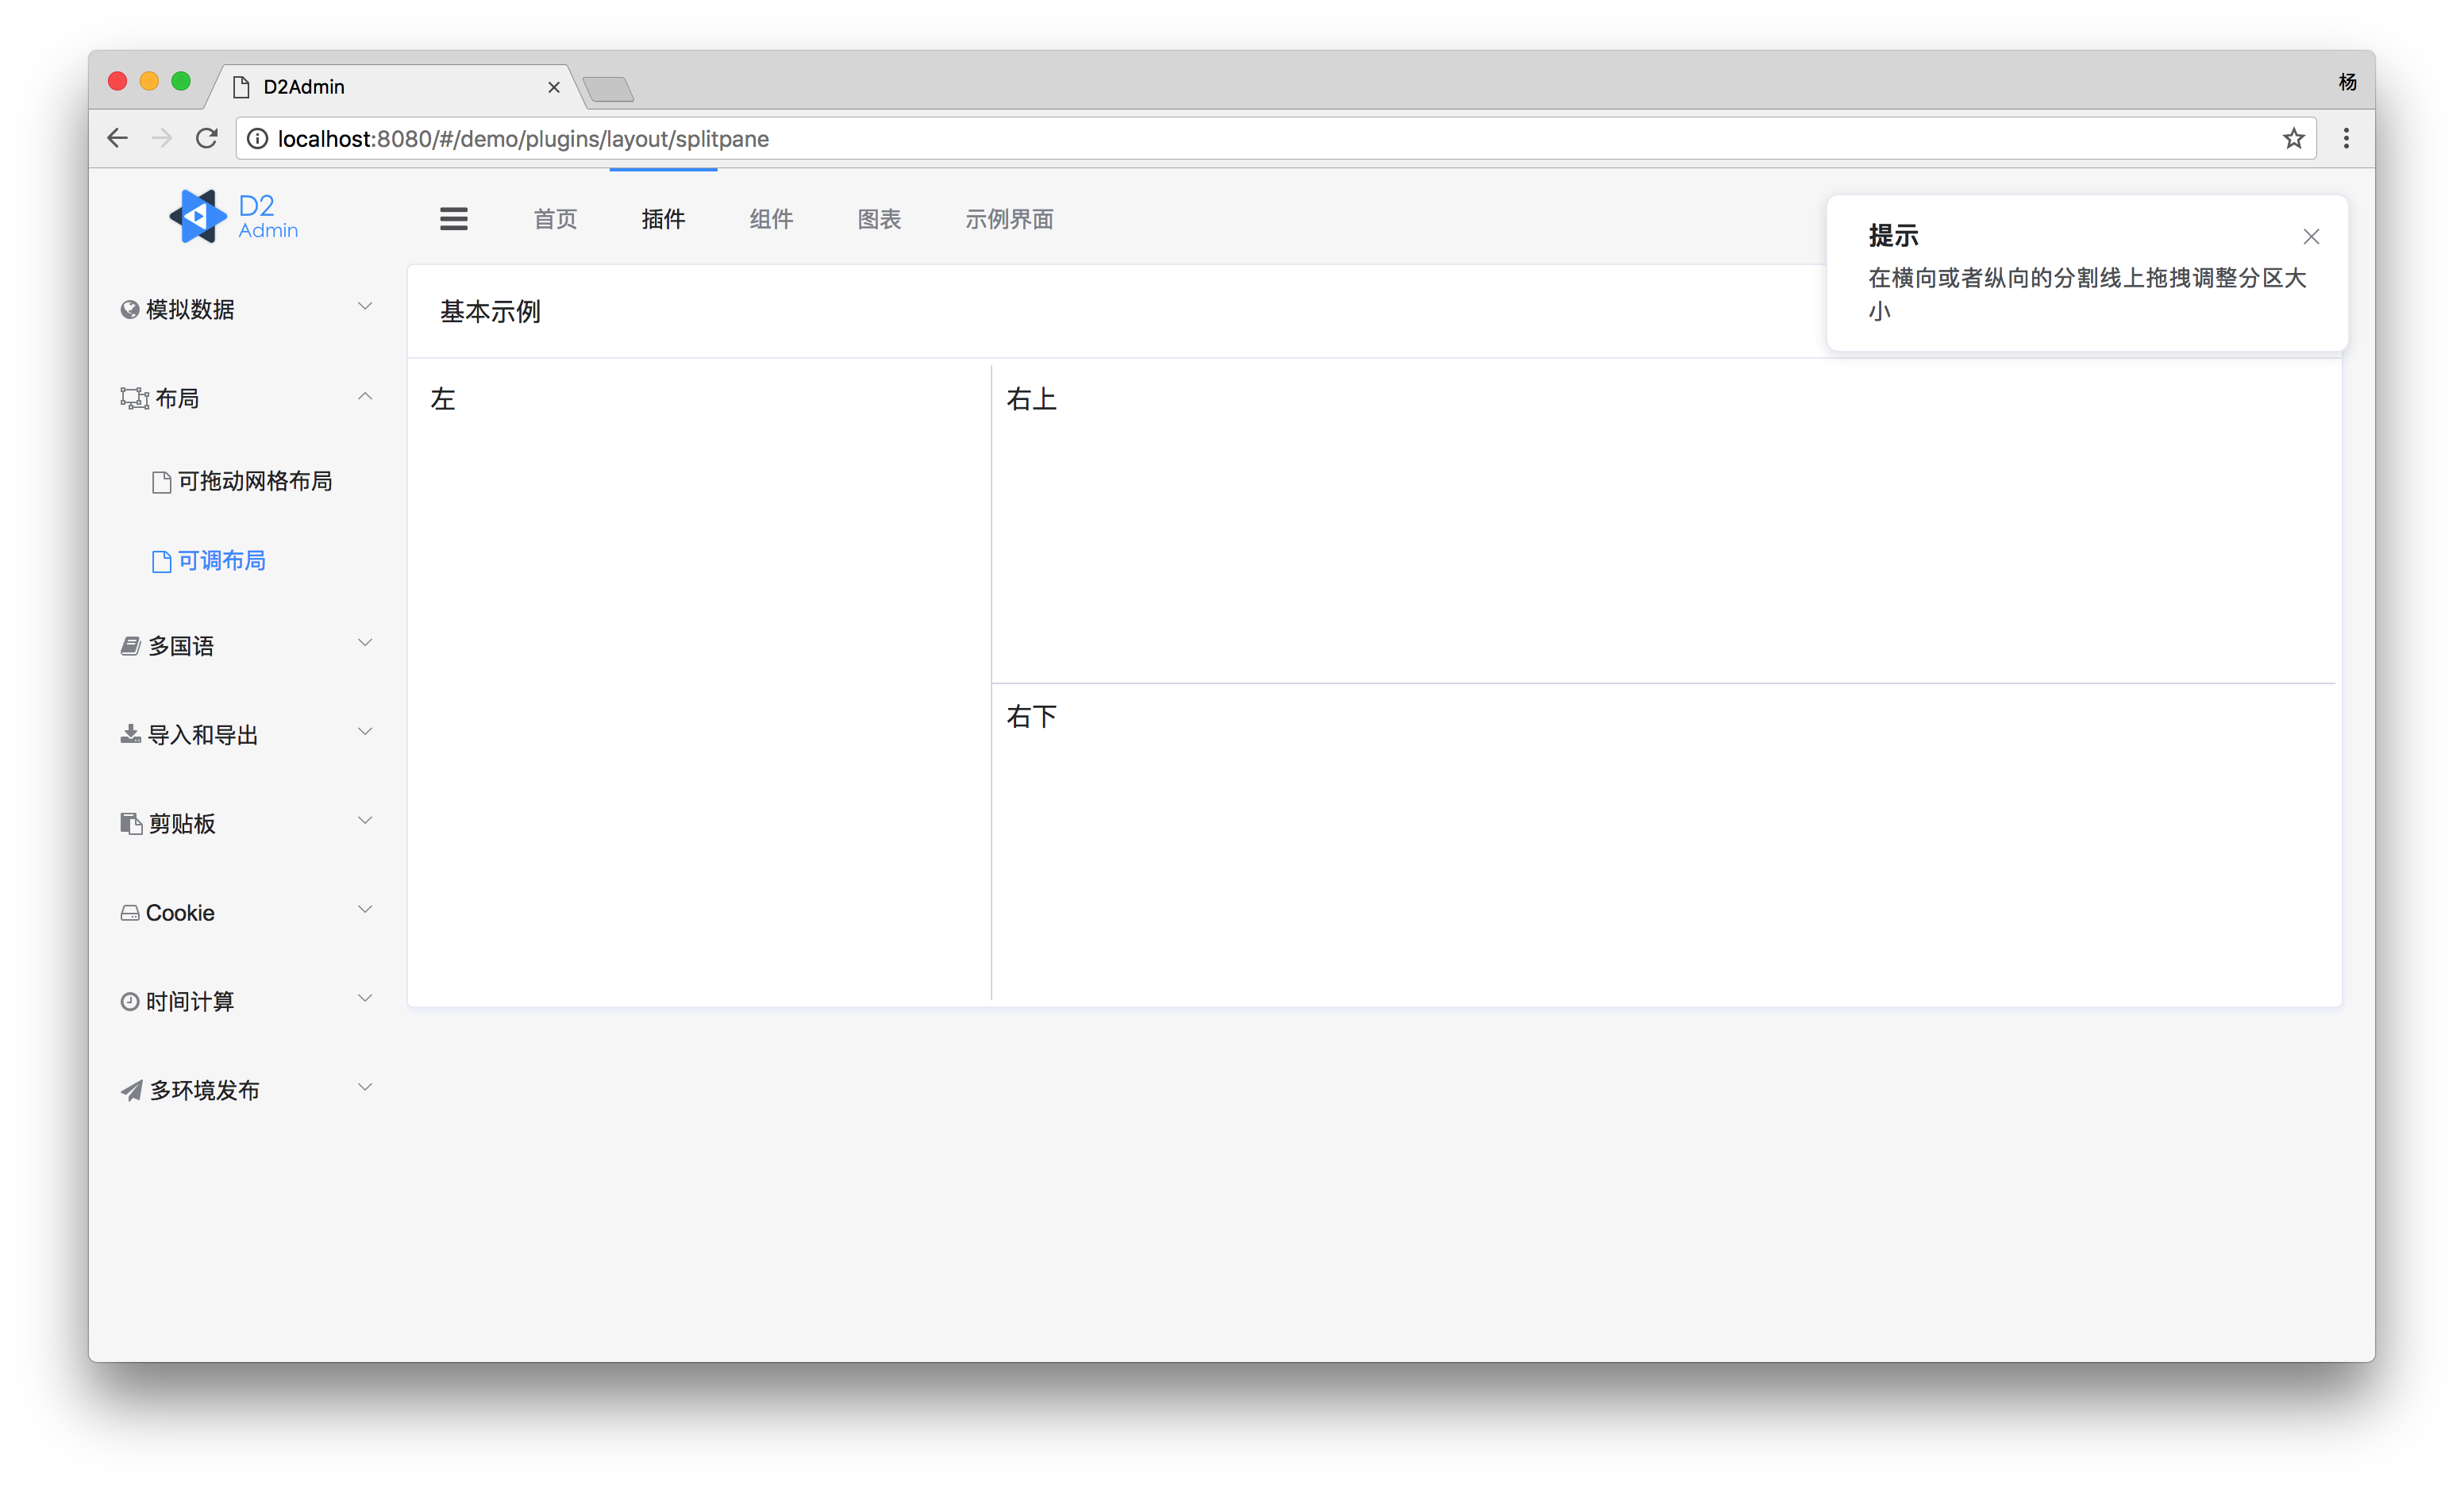 D2Admin
杨
localhost:8080/#/demo/plugins/layout/splitpane
D2
Admin
首页 插件 组件 图表 示例界面
提示
在横向或者纵向的分割线上拖拽调整分区大
小
模拟数据
布局
可拖动网格布局
可调布局
多国语
导入和导出
剪贴板
Cookie
时间计算
多环境发布
基本示例
左
右上
右下